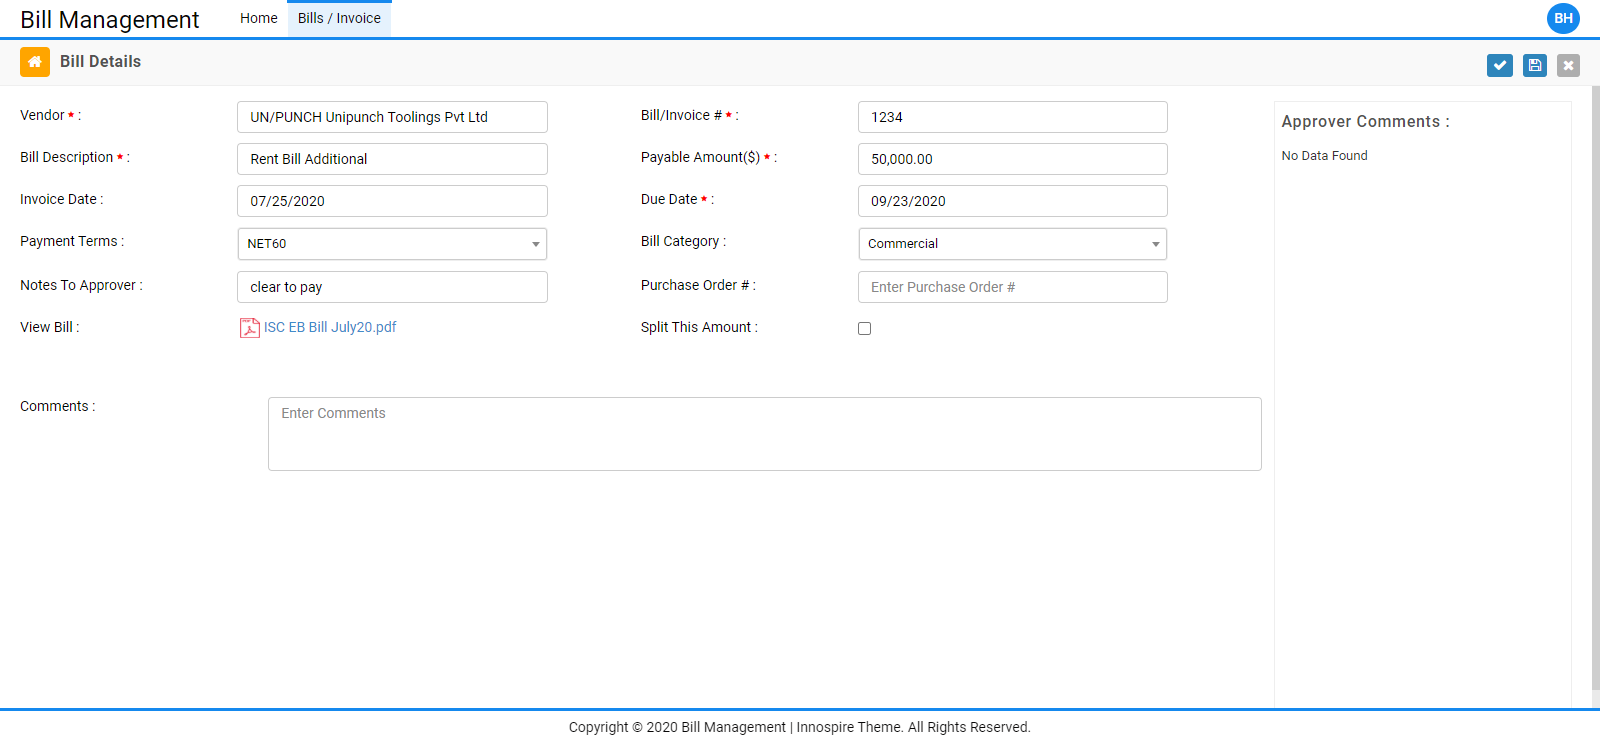 Bill Management Home Bills / Invoice BH
Bill Details
Vendor * : UN/PUNCH Unipunch Toolings Pvt Ltd Bill/Invoice # * : 1234
Approver Comments :
Bill Description * : Rent Bill Additional Payable Amount($) * : 50,000.00
No Data Found
Invoice Date : 07/25/2020 Due Date * : 09/23/2020
Payment Terms : NET60 Bill Category : Commercial
Notes To Approver : clear to pay Purchase Order # : Enter Purchase Order #
View Bill : ISC EB Bill July20.pdf Split This Amount :
Comments : Enter Comments
Copyright © 2020 Bill Management | Innospire Theme. All Rights Reserved.